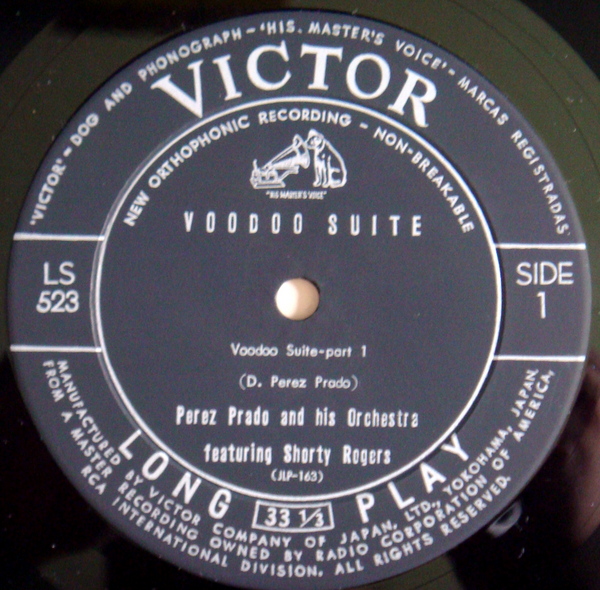 'VICTOR' – DOG AND PHONOGRAPH – 'HIS MASTER'S VOICE' – MARCAS REGISTRADAS
VICTOR
NEW ORTHOPHONIC RECORDING – NON-BREAKABLE
"HIS MASTER'S VOICE"
VOODOO SUITE
LS
523
SIDE
1
Voodoo Suite-part 1
(D. Perez Prado)
Perez Prado and his Orchestra
featuring Shorty Rogers
(JLP-163)
LONG 33 1/3 PLAY
MANUFACTURED BY VICTOR COMPANY OF JAPAN, LTD., YOKOHAMA, JAPAN,
FROM A MASTER RECORDING OWNED BY RADIO CORPORATION OF AMERICA,
RCA INTERNATIONAL DIVISION. ALL RIGHTS RESERVED.